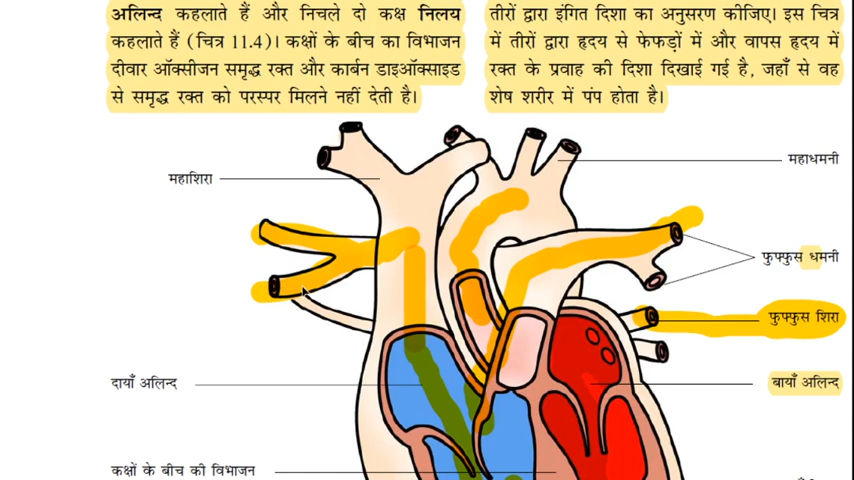 अलिन्द कहलाते हैं और निचले दो कक्ष निलय
कहलाते हैं (चित्र 11.4)। कक्षों के बीच का विभाजन
दीवार ऑक्सीजन समृद्ध रक्त और कार्बन डाइऑक्साइड
से समृद्ध रक्त को परस्पर मिलने नहीं देती है।
तीरों द्वारा इंगित दिशा का अनुसरण कीजिए। इस चित्र
में तीरों द्वारा हृदय से फेफड़ों में और वापस हृदय में
रक्त के प्रवाह की दिशा दिखाई गई है, जहाँ से वह
शेष शरीर में पंप होता है।
महाशिरा
महाधमनी
फुफ्फुस धमनी
फुफ्फुस शिरा
दायाँ अलिन्द
बायाँ अलिन्द
कक्षों के बीच की विभाजन